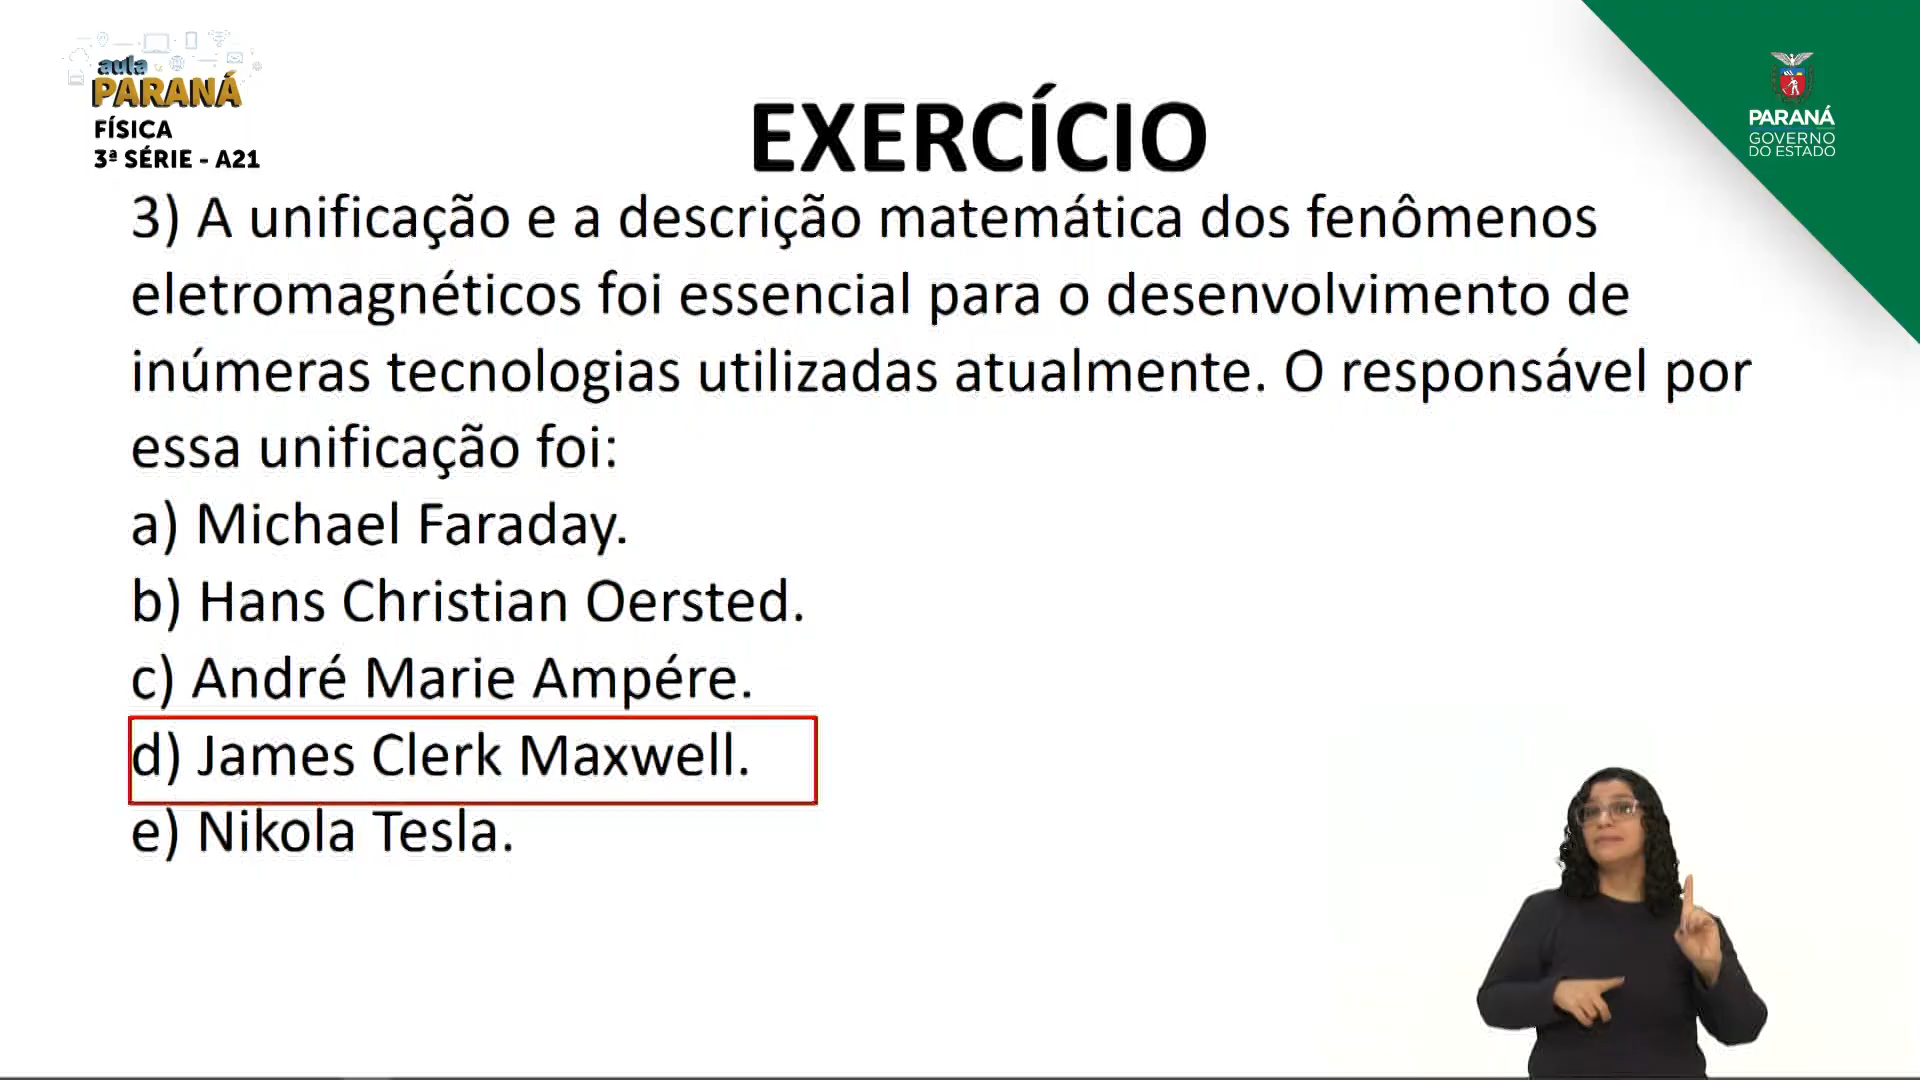 aula
PARANÁ
FÍSICA
3ª SÉRIE - A21
PARANÁ
GOVERNO
DO ESTADO
EXERCÍCIO
3) A unificação e a descrição matemática dos fenômenos
eletromagnéticos foi essencial para o desenvolvimento de
inúmeras tecnologias utilizadas atualmente. O responsável por
essa unificação foi:
a) Michael Faraday.
b) Hans Christian Oersted.
c) André Marie Ampére.
d) James Clerk Maxwell.
e) Nikola Tesla.